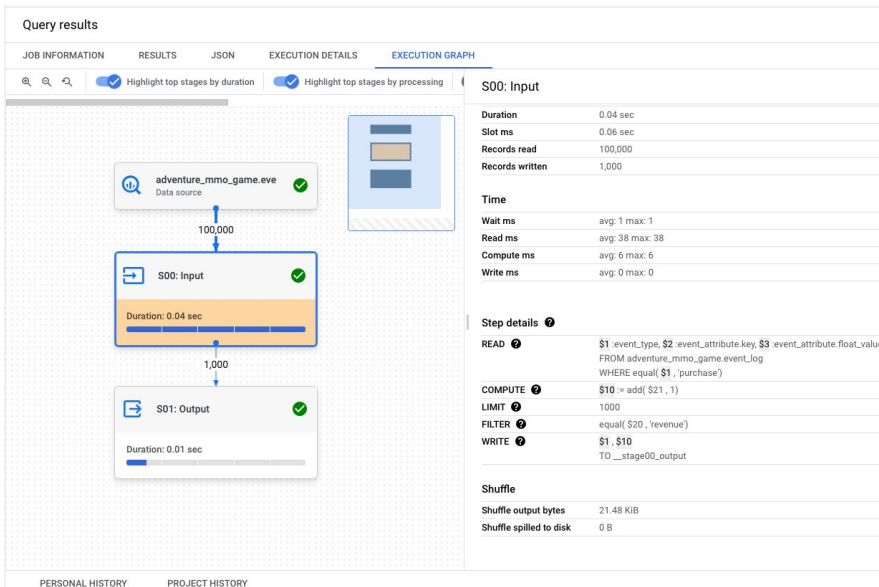 Query results
JOB INFORMATION RESULTS JSON EXECUTION DETAILS EXECUTION GRAPH
Highlight top stages by duration Highlight top stages by processing
adventure_mmo_game.eve
Data source
100,000
S00: Input
Duration: 0.04 sec
1,000
S01: Output
Duration: 0.01 sec
S00: Input
Duration 0.04 sec
Slot ms 0.06 sec
Records read 100,000
Records written 1,000
Time
Wait ms avg: 1 max: 1
Read ms avg: 38 max: 38
Compute ms avg: 6 max: 6
Write ms avg: 0 max: 0
Step details
READ $1 :event_type, $2 :event_attribute.key, $3 :event_attribute.float_value
FROM adventure_mmo_game.event_log
WHERE equal( $1 , 'purchase')
COMPUTE $10 := add( $21 , 1)
LIMIT 1000
FILTER equal( $20 , 'revenue')
WRITE $1 , $10
TO __stage00_output
Shuffle
Shuffle output bytes 21.48 KiB
Shuffle spilled to disk 0 B
PERSONAL HISTORY PROJECT HISTORY